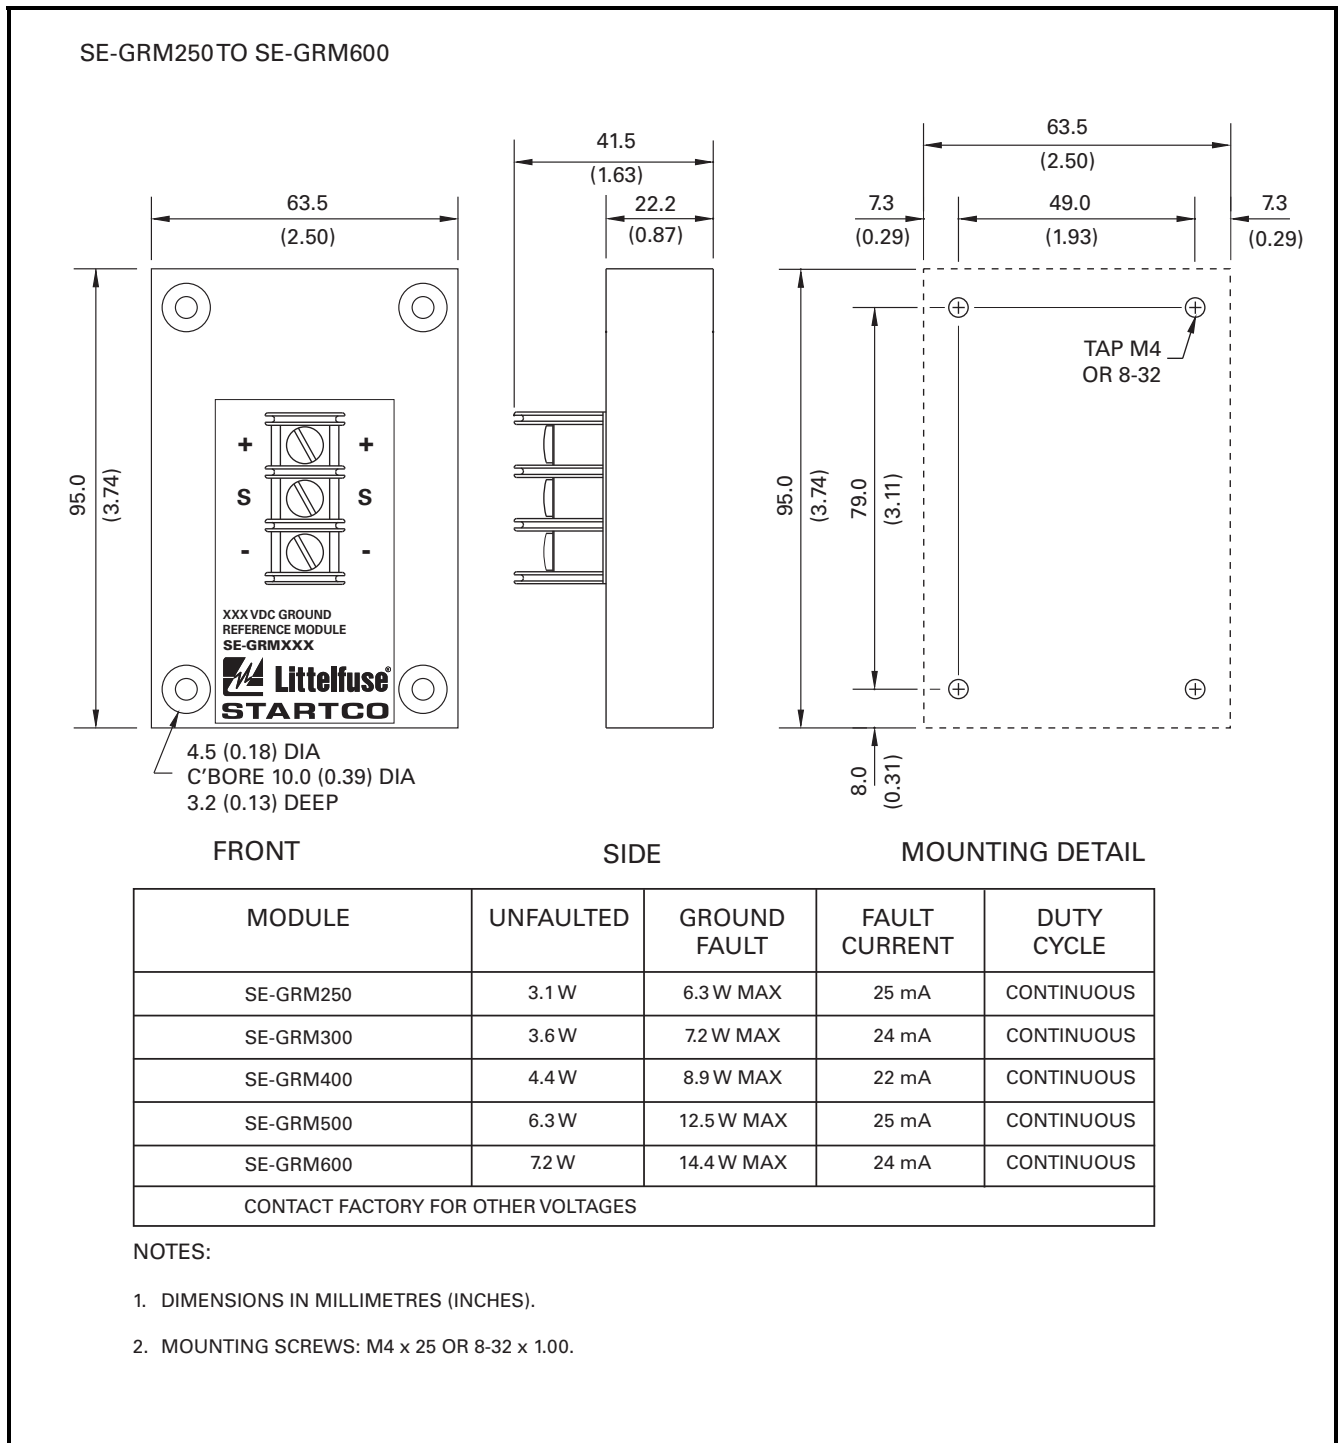 SE-GRM250 TO SE-GRM600
63.5
(2.50)
95.0
(3.74)
+ +
S S
- -
XXX VDC GROUND
REFERENCE MODULE
SE-GRMXXX
Littelfuse®
STARTCO
4.5 (0.18) DIA
C'BORE 10.0 (0.39) DIA
3.2 (0.13) DEEP
FRONT
41.5
(1.63)
22.2
(0.87)
SIDE
63.5
(2.50)
7.3
(0.29)
49.0
(1.93)
7.3
(0.29)
95.0
(3.74)
79.0
(3.11)
TAP M4
OR 8-32
8.0
(0.31)
MOUNTING DETAIL
MODULE UNFAULTED GROUND FAULT FAULT CURRENT DUTY CYCLE
SE-GRM250 3.1 W 6.3 W MAX 25 mA CONTINUOUS
SE-GRM300 3.6 W 7.2 W MAX 24 mA CONTINUOUS
SE-GRM400 4.4 W 8.9 W MAX 22 mA CONTINUOUS
SE-GRM500 6.3 W 12.5 W MAX 25 mA CONTINUOUS
SE-GRM600 7.2 W 14.4 W MAX 24 mA CONTINUOUS
CONTACT FACTORY FOR OTHER VOLTAGES
NOTES:
1. DIMENSIONS IN MILLIMETRES (INCHES).
2. MOUNTING SCREWS: M4 x 25 OR 8-32 x 1.00.